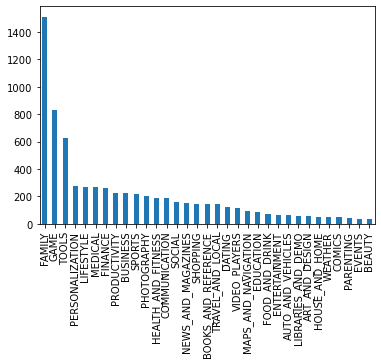 1400
1200
1000
800
600
400
200
0
FAMILY
GAME
TOOLS
PERSONALIZATION
LIFESTYLE
MEDICAL
FINANCE
PRODUCTIVITY
BUSINESS
SPORTS
PHOTOGRAPHY
HEALTH_AND_FITNESS
COMMUNICATION
SOCIAL
NEWS_AND_MAGAZINES
SHOPPING
BOOKS_AND_REFERENCE
TRAVEL_AND_LOCAL
DATING
VIDEO_PLAYERS
MAPS_AND_NAVIGATION
EDUCATION
FOOD_AND_DRINK
ENTERTAINMENT
AUTO_AND_VEHICLES
LIBRARIES_AND_DEMO
ART_AND_DESIGN
HOUSE_AND_HOME
WEATHER
COMICS
PARENTING
EVENTS
BEAUTY